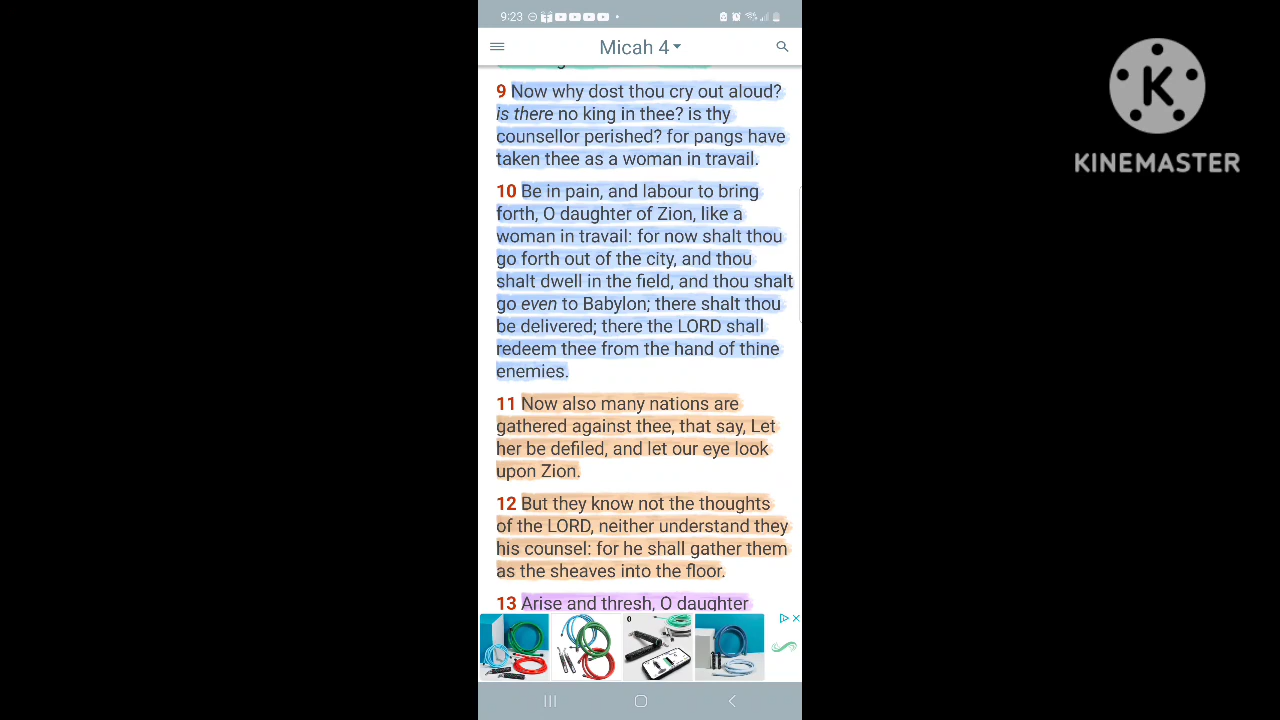 9:23
Micah 4
9 Now why dost thou cry out aloud?
is there no king in thee? is thy
counsellor perished? for pangs have
taken thee as a woman in travail.
10 Be in pain, and labour to bring
forth, O daughter of Zion, like a
woman in travail: for now shalt thou
go forth out of the city, and thou
shalt dwell in the field, and thou shalt
go even to Babylon; there shalt thou
be delivered; there the LORD shall
redeem thee from the hand of thine
enemies.
11 Now also many nations are
gathered against thee, that say, Let
her be defiled, and let our eye look
upon Zion.
12 But they know not the thoughts
of the LORD, neither understand they
his counsel: for he shall gather them
as the sheaves into the floor.
13 Arise and thresh, O daughter
K
KINEMASTER